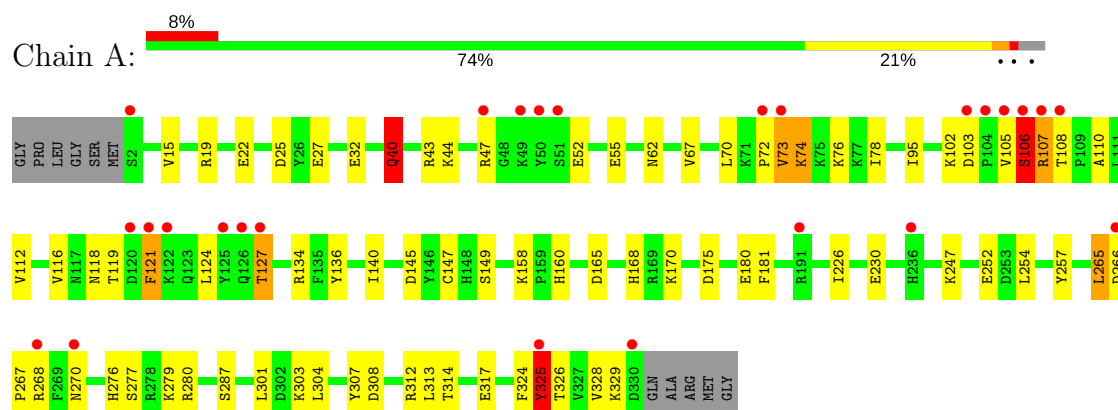 8%
Chain A:
74% 21% • • •
GLY PRO LEU GLY SER MET S2 V15 R19 E22 D25 Y26 E27 E32 Q40 R43 K44 R47 G48 K49 Y50 S51 E52 E55 N62 V67 L70 K71 P72 V73 K74 K75 K76 K77 I78 I95 K102 D103 P104 V105 S106 R107 T108 P109 A110 L111
V112 V116 N117 N118 T119 D120 F121 K122 Q123 L124 Y125 Q126 T127 R134 F135 Y136 I140 D145 Y146 C147 H148 S149 K158 P159 H160 D165 H168 R169 K170 D175 E180 F181 R191 I226 E230 H236 K247 E252 D253 L254 Y257 L265 D266
P267 R268 F269 N270 H276 S277 R278 K279 R280 S287 L301 D302 K303 L304 Y307 D308 R312 L313 T314 E317 F324 Y325 T326 V327 V328 K329 D330 GLN ALA ARG MET GLY